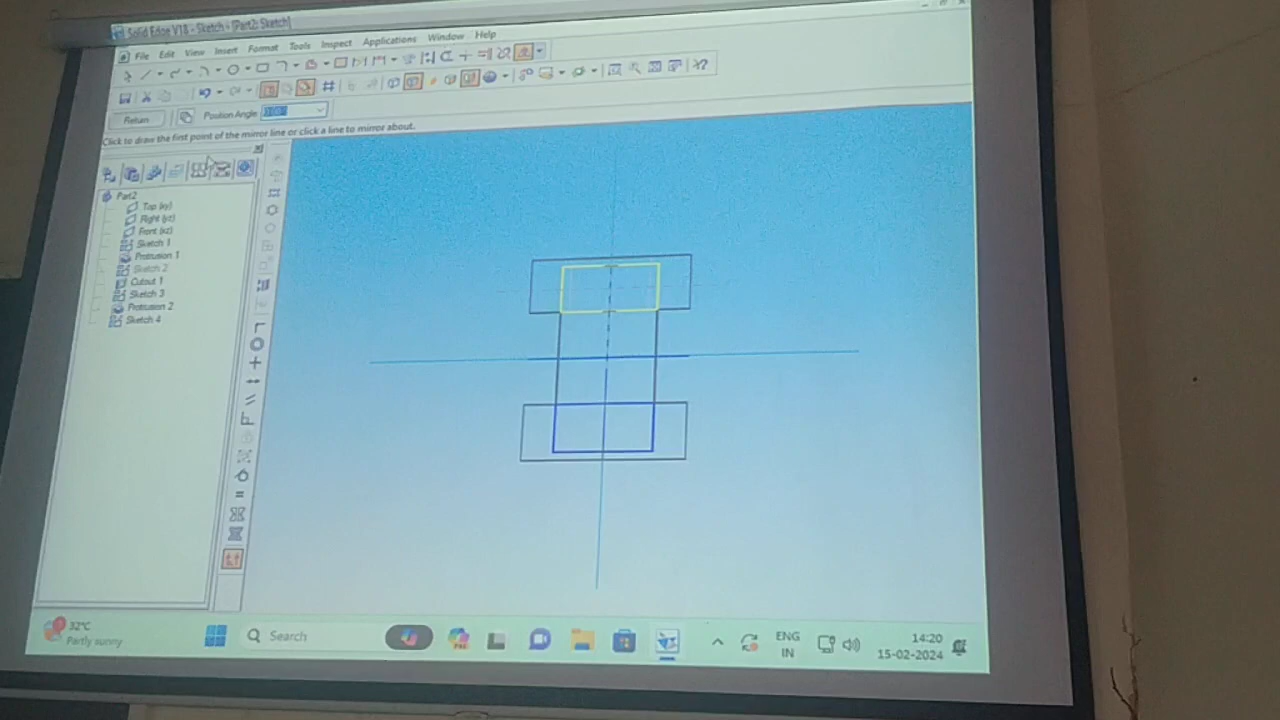 Solid Edge V18 - Sketch - [Part2: Sketch]
File Edit View Insert Format Tools Inspect Applications Window Help
Return Position Angle:
Click to draw the first point of the mirror line or click a line to mirror about.
Part2
Top (xy)
Right (yz)
Front (xz)
Sketch 1
Protrusion 1
Sketch 2
Cutout 1
Sketch 3
Protrusion 2
Sketch 4
32°C
Partly sunny
Search
ENG
IN
14:20
15-02-2024